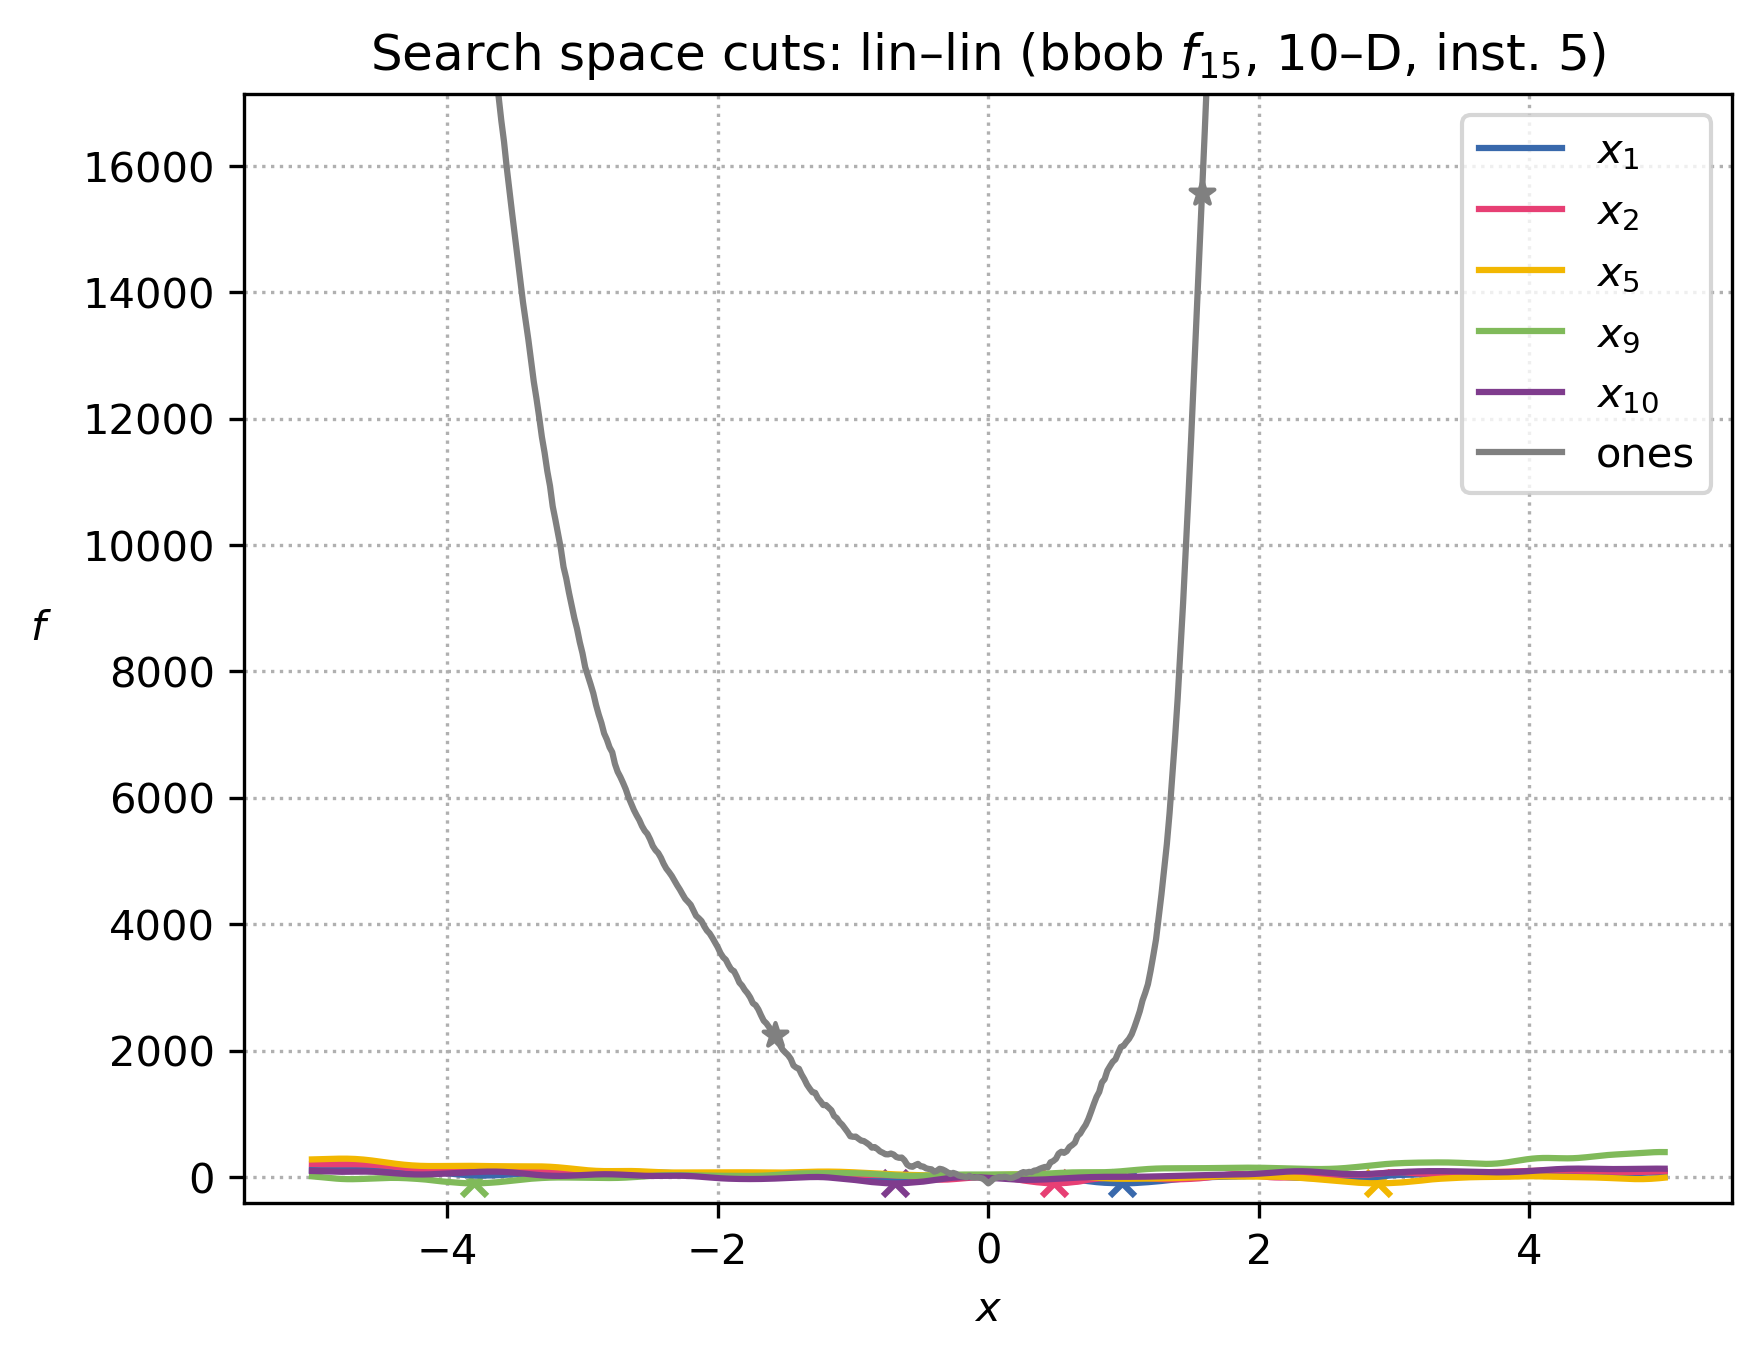 Search space cuts: lin–lin (bbob f₁₅, 10–D, inst. 5)
16000
14000
12000
10000
8000
6000
4000
2000
0
f
−4
−2
0
2
4
x
x₁
x₂
x₅
x₉
x₁₀
ones